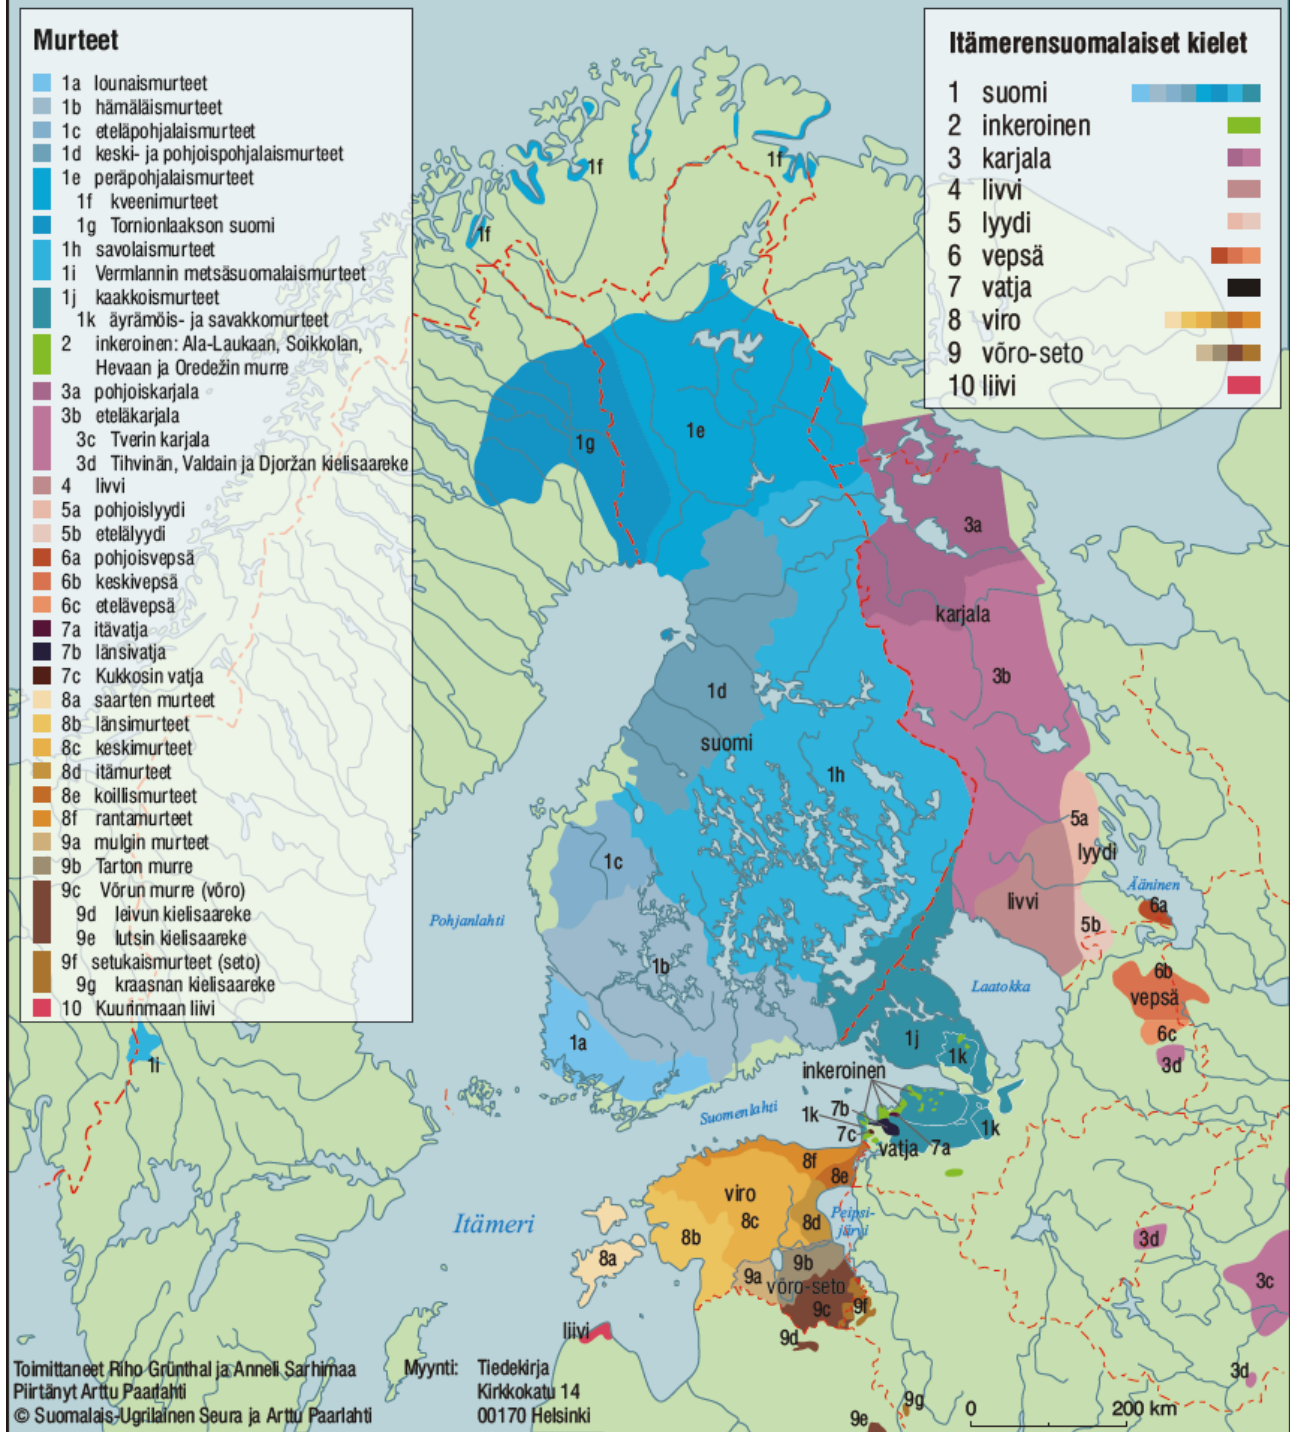 Murteet
1a lounaismurteet
1b hämäläismurteet
1c eteläpohjalaismurteet
1d keski- ja pohjoispohjalaismurteet
1e peräpohjalaismurteet
1f kveenimurteet
1g Tornionlaakson suomi
1h savolaismurteet
1i Vermlannin metsäsuomalaismurteet
1j kaakkoismurteet
1k äyrämöis- ja savakkomurteet
2 inkeroinen: Ala-Laukaan, Soikkolan,
Hevaan ja Oredežin murre
3a pohjoiskarjala
3b eteläkarjala
3c Tverin karjala
3d Tihvinän, Valdain ja Djoržan kielisaareke
4 livvi
5a pohjoislyydi
5b etelälyydi
6a pohjoisvepsä
6b keskivepsä
6c etelävepsä
7a itävatja
7b länsivatja
7c Kukkosin vatja
8a saarten murteet
8b länsimurteet
8c keskimurteet
8d itämurteet
8e koillismurteet
8f rantamurteet
9a mulgin murteet
9b Tarton murre
9c Võrun murre (võro)
9d leivun kielisaareke
9e lutsin kielisaareke
9f setukaismurteet (seto)
9g kraasnan kielisaareke
10 Kuurinmaan liivi
Itämerensuomalaiset kielet
1 suomi
2 inkeroinen
3 karjala
4 livvi
5 lyydi
6 vepsä
7 vatja
8 viro
9 võro-seto
10 liivi
1f
1f
1f
1g
1e
3a
karjala
3b
1d
suomi
1h
5a
lyydi
1c
Ääninen
livvi
6a
Pohjanlahti
5b
1b
6b
Laatokka
vepsä
6c
1a
1j
1k
3d
1i
inkeroinen
Suomenlahti
1k
7b
7c
vatja
7a
1k
8f
8e
viro
8c
8d
Peipsi-
järvi
Itämeri
8b
3d
8a
9a
9b
võro-seto
9c
9f
3c
liivi
9d
3d
9g
9e
Toimittaneet Riho Grünthal ja Anneli Sarhimaa
Piirtänyt Arttu Paarlahti
© Suomalais-Ugrilainen Seura ja Arttu Paarlahti
Myynti: Tiedekirja
Kirkkokatu 14
00170 Helsinki
0 200 km